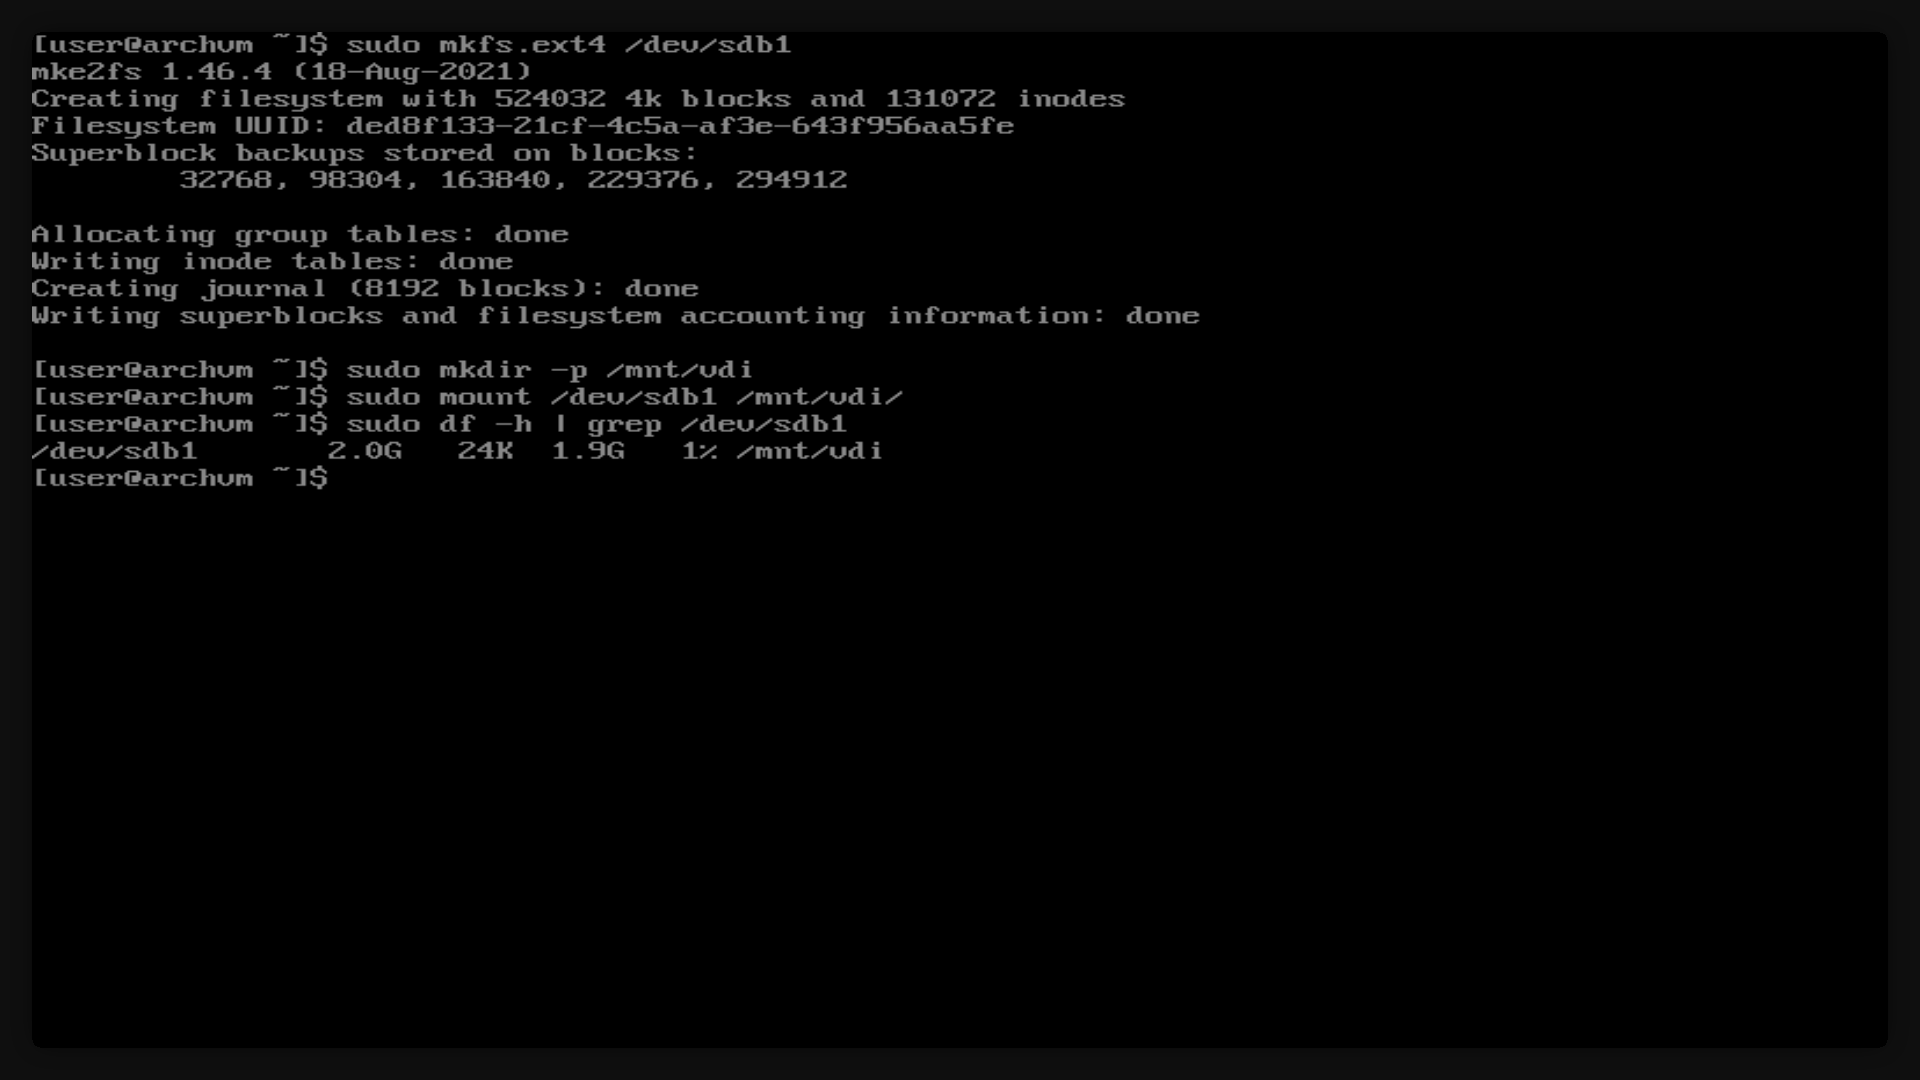 [user@archvm ~]$ sudo mkfs.ext4 /dev/sdb1
mke2fs 1.46.4 (18-Aug-2021)
Creating filesystem with 524032 4k blocks and 131072 inodes
Filesystem UUID: ded8f133-21cf-4c5a-af3e-643f956aa5fe
Superblock backups stored on blocks:
        32768, 98304, 163840, 229376, 294912

Allocating group tables: done
Writing inode tables: done
Creating journal (8192 blocks): done
Writing superblocks and filesystem accounting information: done

[user@archvm ~]$ sudo mkdir -p /mnt/vdi
[user@archvm ~]$ sudo mount /dev/sdb1 /mnt/vdi/
[user@archvm ~]$ sudo df -h | grep /dev/sdb1
/dev/sdb1       2.0G   24K  1.9G   1% /mnt/vdi
[user@archvm ~]$